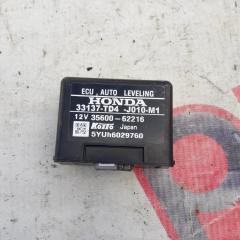 ECU AUTO LEVELING
HONDA
33137-TD4 -J010-M1
12V 35600-62216
Koito Japan
5YUh6029760